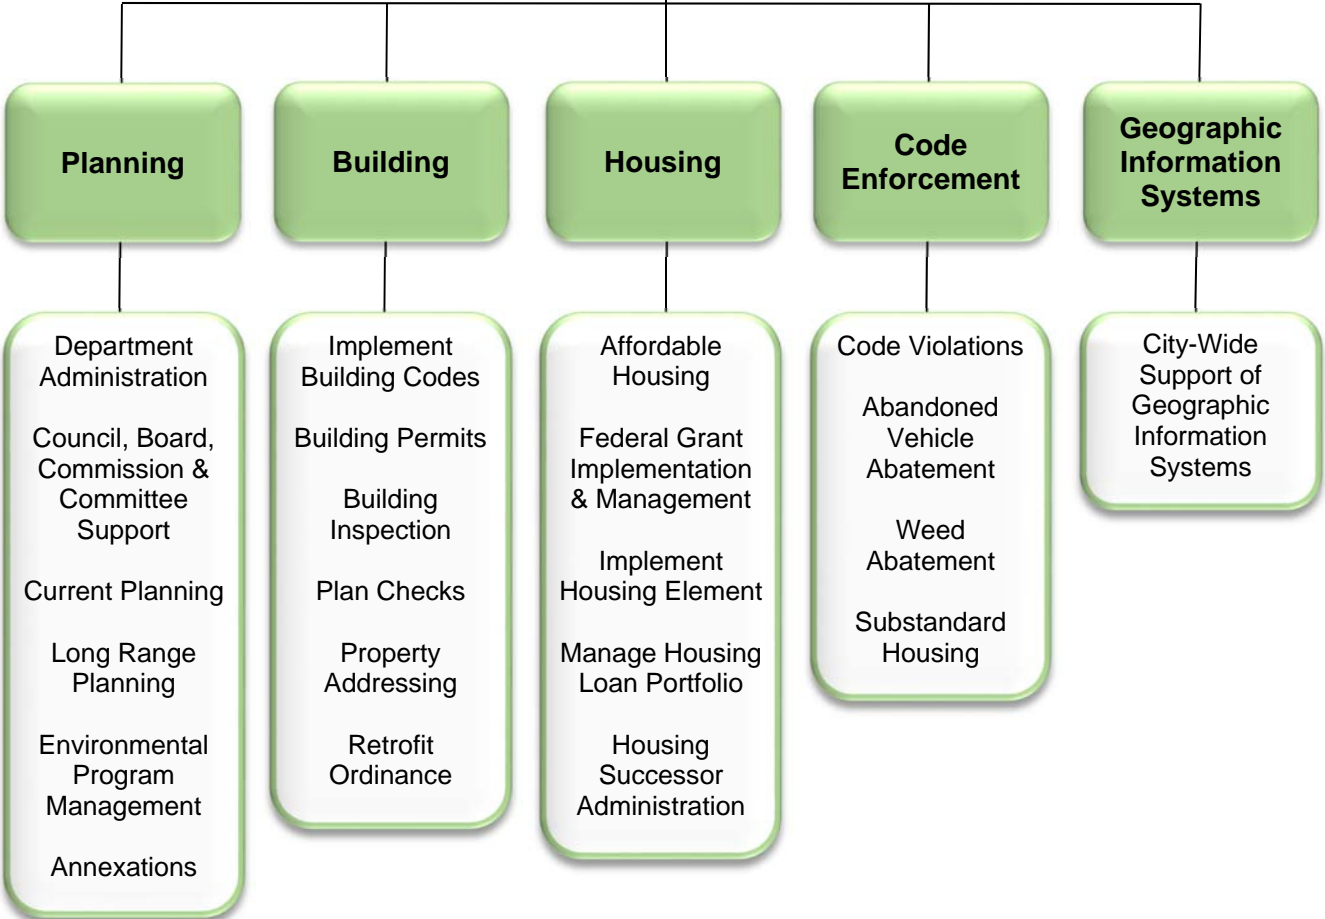 Planning
Building
Housing
Code
Enforcement
Geographic
Information
Systems
Department
Administration
Council, Board,
Commission &
Committee
Support
Current Planning
Long Range
Planning
Environmental
Program
Management
Annexations
Implement
Building Codes
Building Permits
Building
Inspection
Plan Checks
Property
Addressing
Retrofit
Ordinance
Affordable
Housing
Federal Grant
Implementation
& Management
Implement
Housing Element
Manage Housing
Loan Portfolio
Housing
Successor
Administration
Code Violations
Abandoned
Vehicle
Abatement
Weed
Abatement
Substandard
Housing
City-Wide
Support of
Geographic
Information
Systems